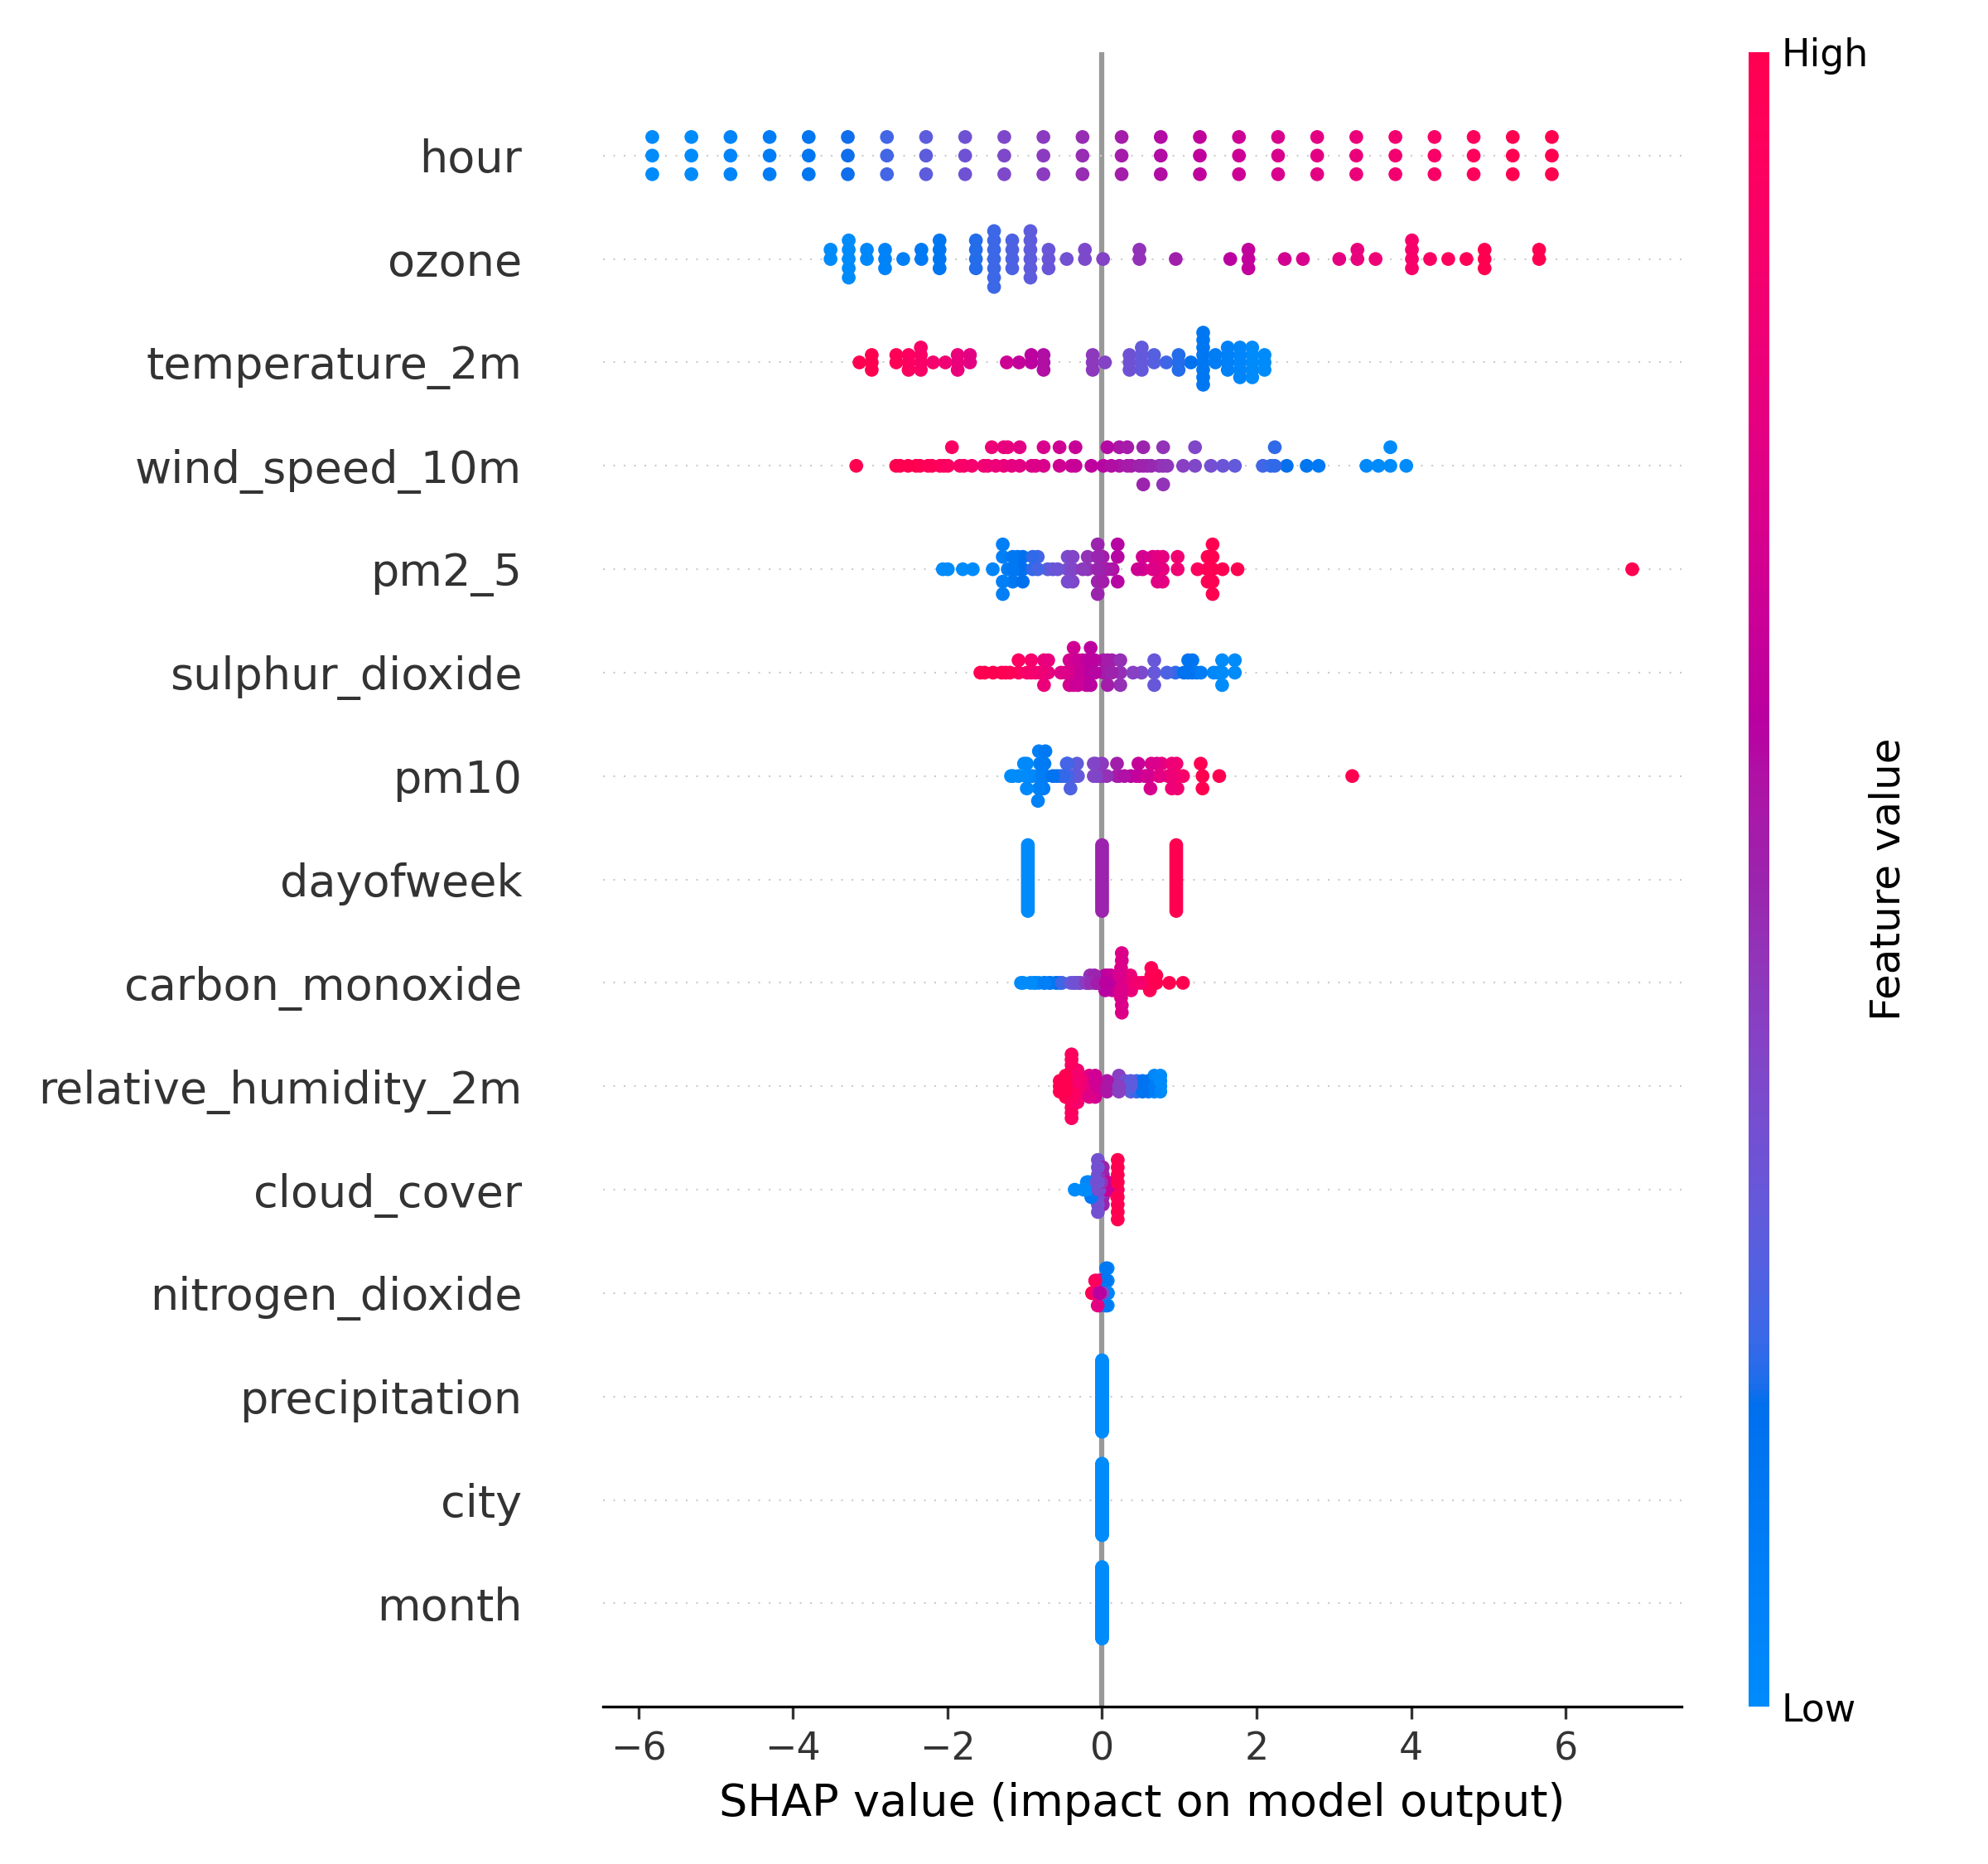 High
hour
ozone
temperature_2m
wind_speed_10m
pm2_5
sulphur_dioxide
pm10
dayofweek
carbon_monoxide
relative_humidity_2m
cloud_cover
nitrogen_dioxide
precipitation
city
month
Feature value
Low
−6 −4 −2 0 2 4 6
SHAP value (impact on model output)